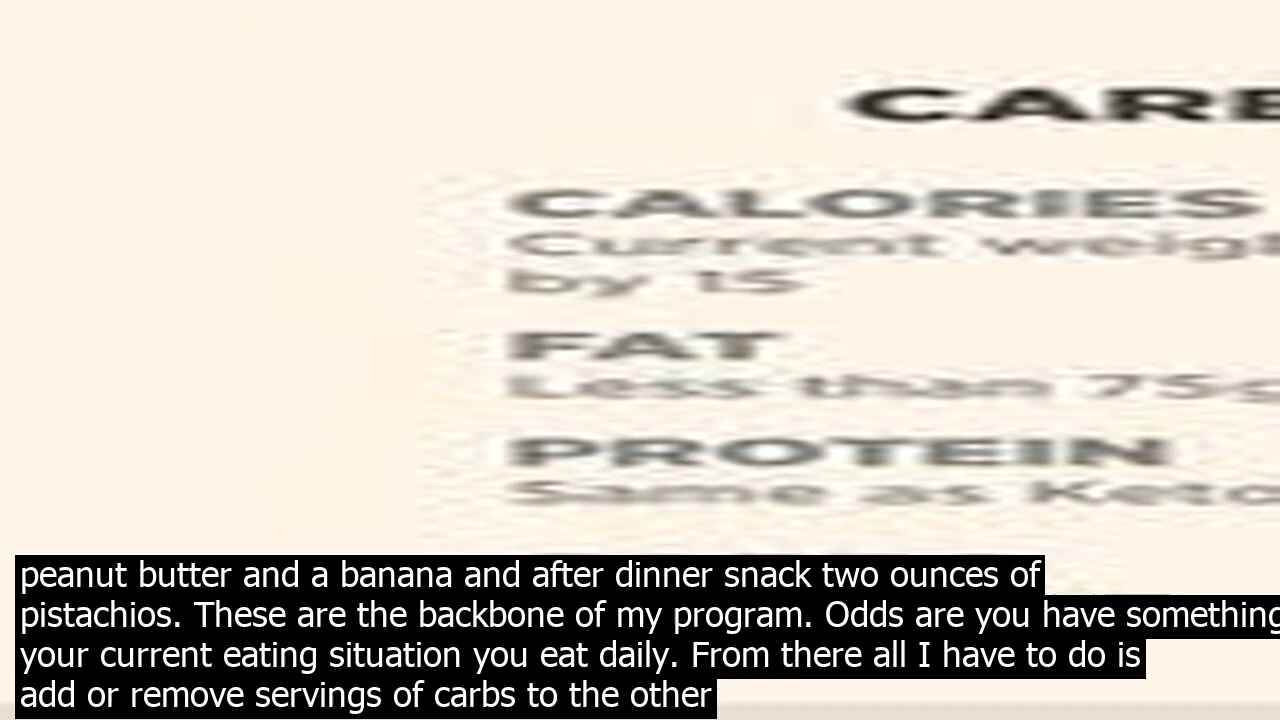 CALORIES
Current
by 15
FAT
Less than 75g
PROTEIN
Same as Keto
peanut butter and a banana and after dinner snack two ounces of
pistachios. These are the backbone of my program. Odds are you have something
your current eating situation you eat daily. From there all I have to do is
add or remove servings of carbs to the other